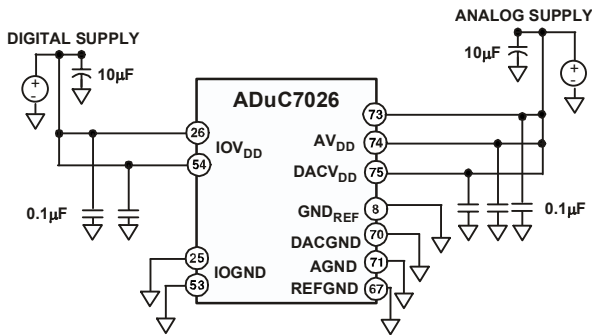 ANALOG SUPPLY
DIGITAL SUPPLY
10µF
10µF
+
-
+
-
ADuC7026
73
26
IOVDD
AVDD
74
54
DACVDD
75
0.1µF
0.1µF
GNDREF
8
DACGND
70
25
IOGND
AGND
71
53
REFGND
67